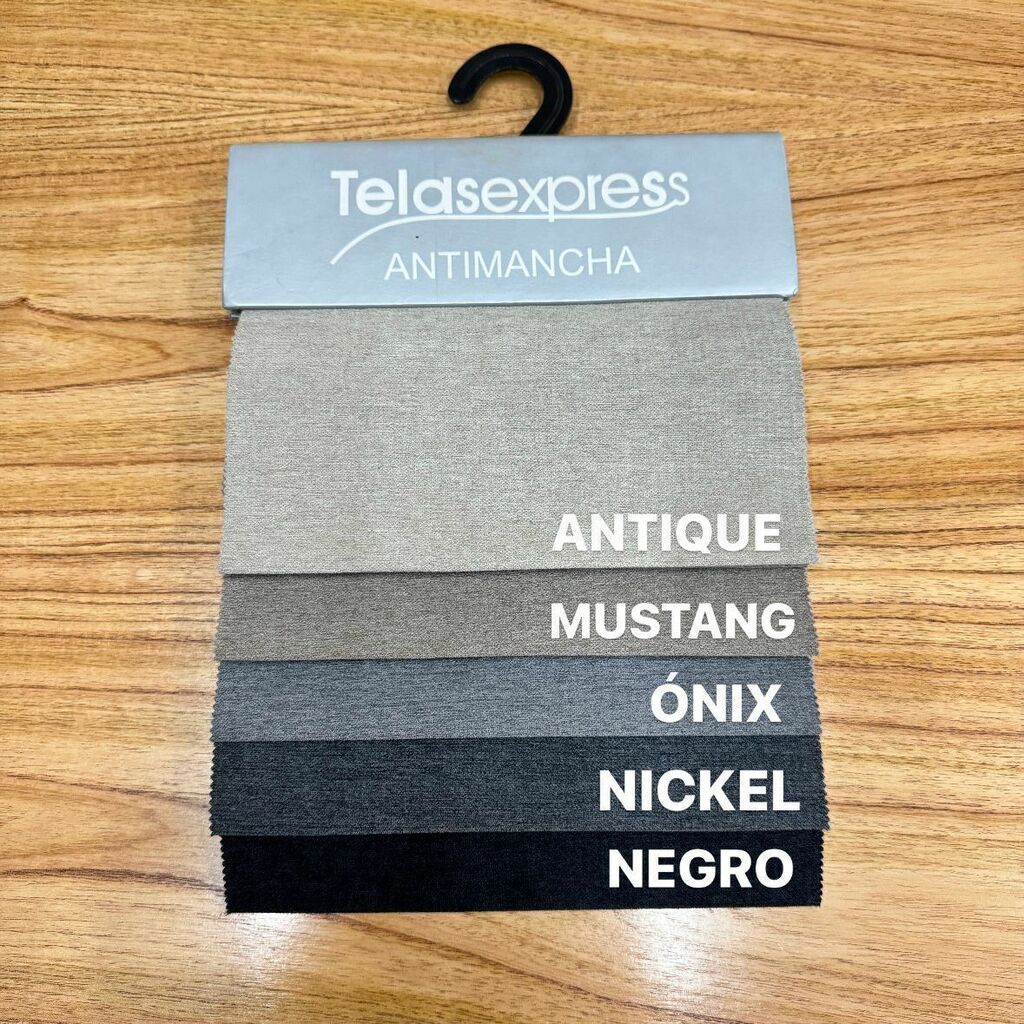 Telasexpress
ANTIMANCHA
ANTIQUE
MUSTANG
ÓNIX
NICKEL
NEGRO